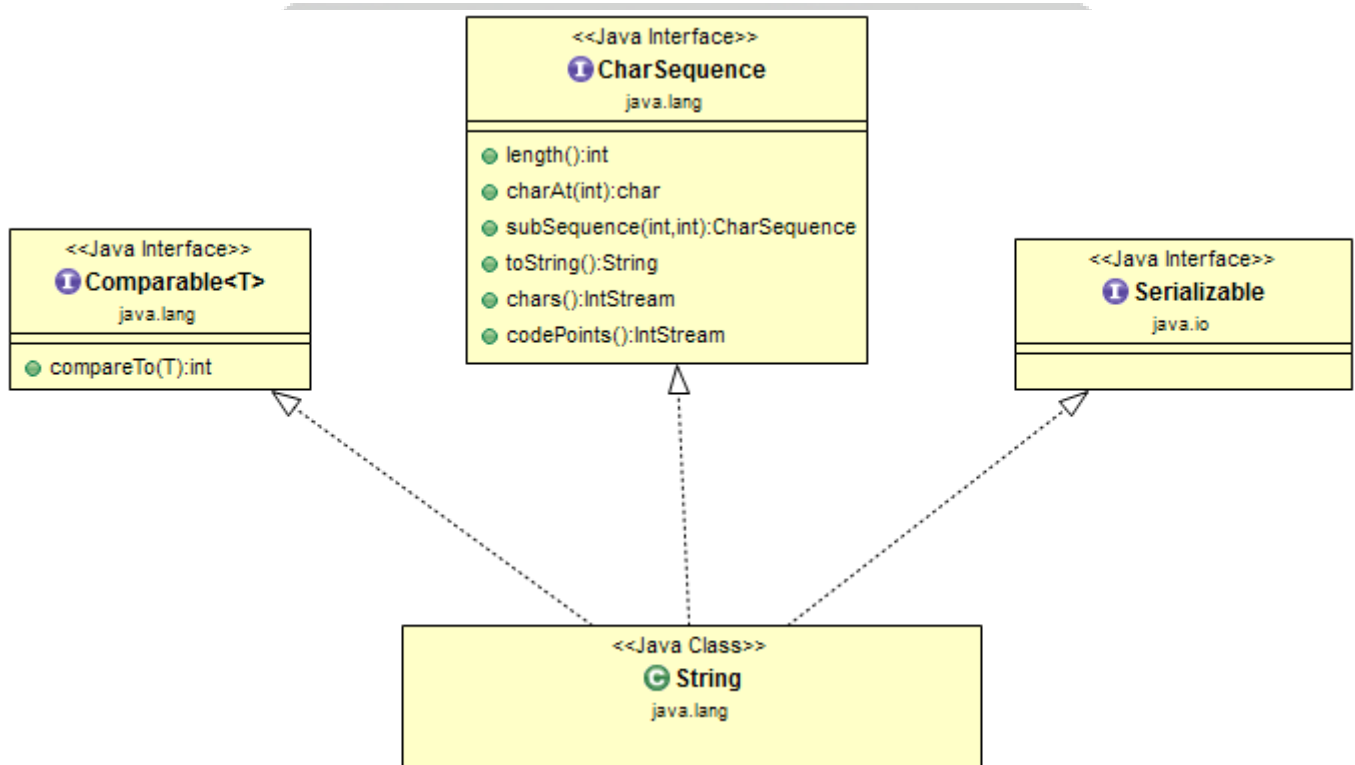 <<Java Interface>>
CharSequence
java.lang
length():int
charAt(int):char
subSequence(int,int):CharSequence
toString():String
chars():IntStream
codePoints():IntStream
<<Java Interface>>
Comparable<T>
java.lang
compareTo(T):int
<<Java Interface>>
Serializable
java.io
<<Java Class>>
String
java.lang